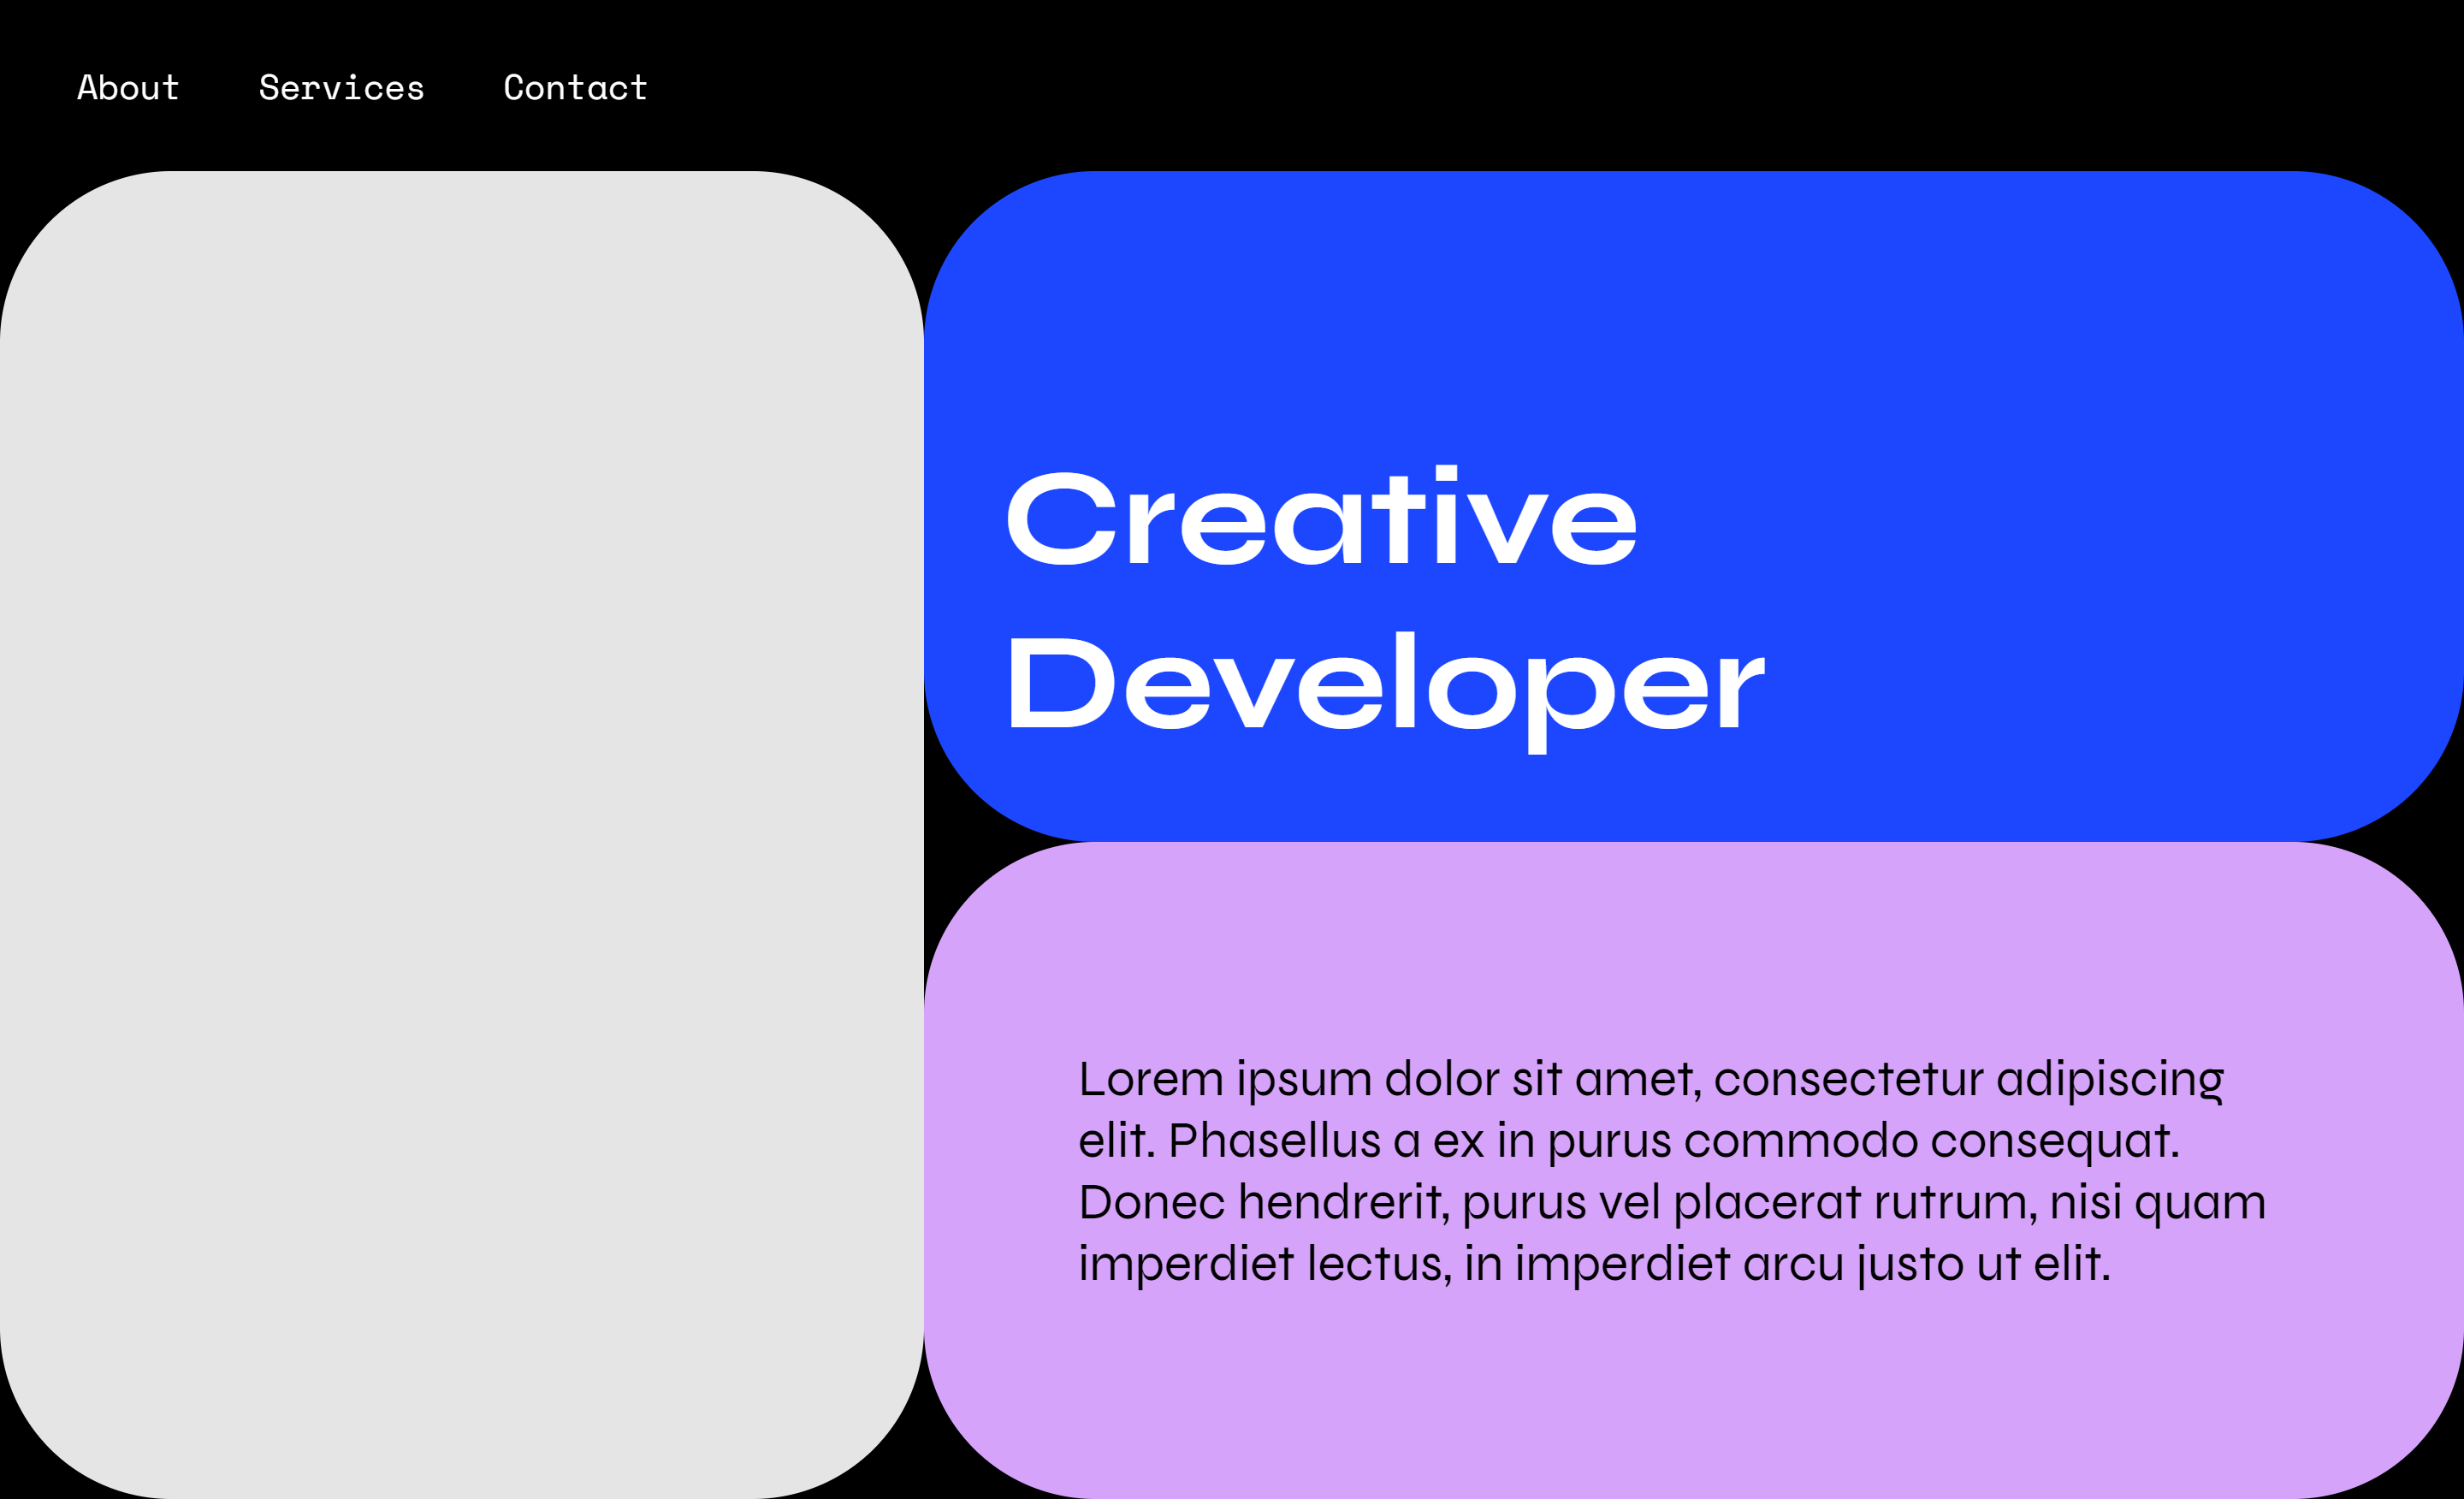 About Services Contact
Creative
Developer
Lorem ipsum dolor sit amet, consectetur adipiscing
elit. Phasellus a ex in purus commodo consequat.
Donec hendrerit, purus vel placerat rutrum, nisi quam
imperdiet lectus, in imperdiet arcu justo ut elit.